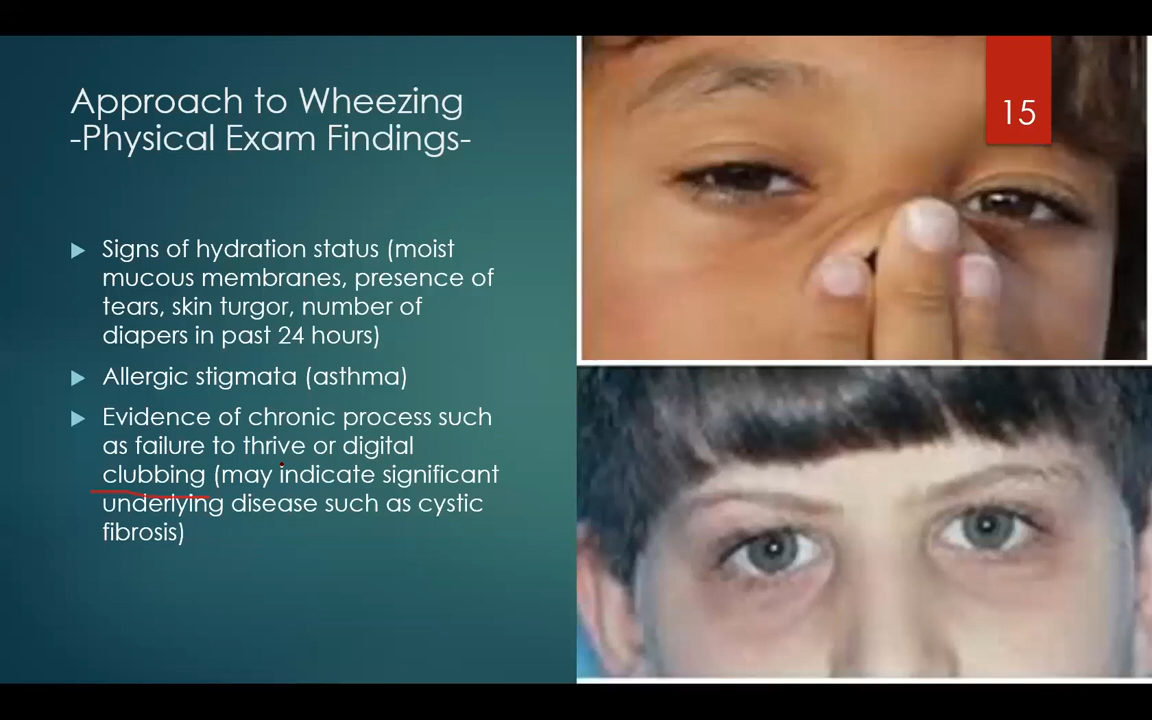 Approach to Wheezing
-Physical Exam Findings-
15
Signs of hydration status (moist
mucous membranes, presence of
tears, skin turgor, number of
diapers in past 24 hours)
Allergic stigmata (asthma)
Evidence of chronic process such
as failure to thrive or digital
clubbing (may indicate significant
underlying disease such as cystic
fibrosis)